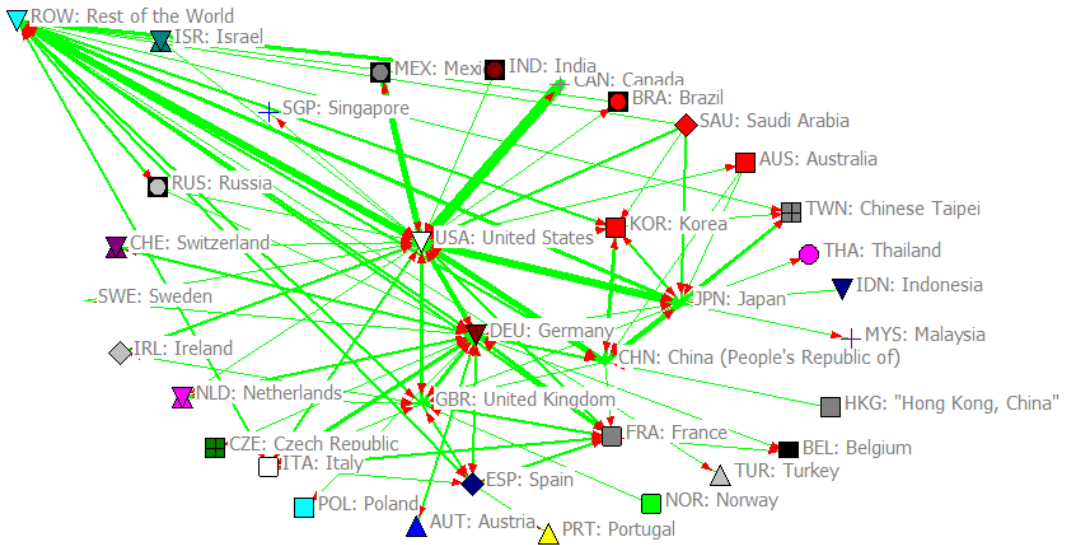 ROW: Rest of the World
ISR: Israel
MEX: Mexic
IND: India
CAN: Canada
BRA: Brazil
SGP: Singapore
SAU: Saudi Arabia
AUS: Australia
RUS: Russia
TWN: Chinese Taipei
KOR: Korea
USA: United States
CHE: Switzerland
THA: Thailand
IDN: Indonesia
SWE: Sweden
JPN: Japan
DEU: Germany
MYS: Malaysia
IRL: Ireland
CHN: China (People's Republic of)
NLD: Netherlands
GBR: United Kingdom
HKG: "Hong Kong, China"
FRA: France
CZE: Czech Republic
BEL: Belgium
ITA: Italy
TUR: Turkey
ESP: Spain
POL: Poland
NOR: Norway
AUT: Austria
PRT: Portugal